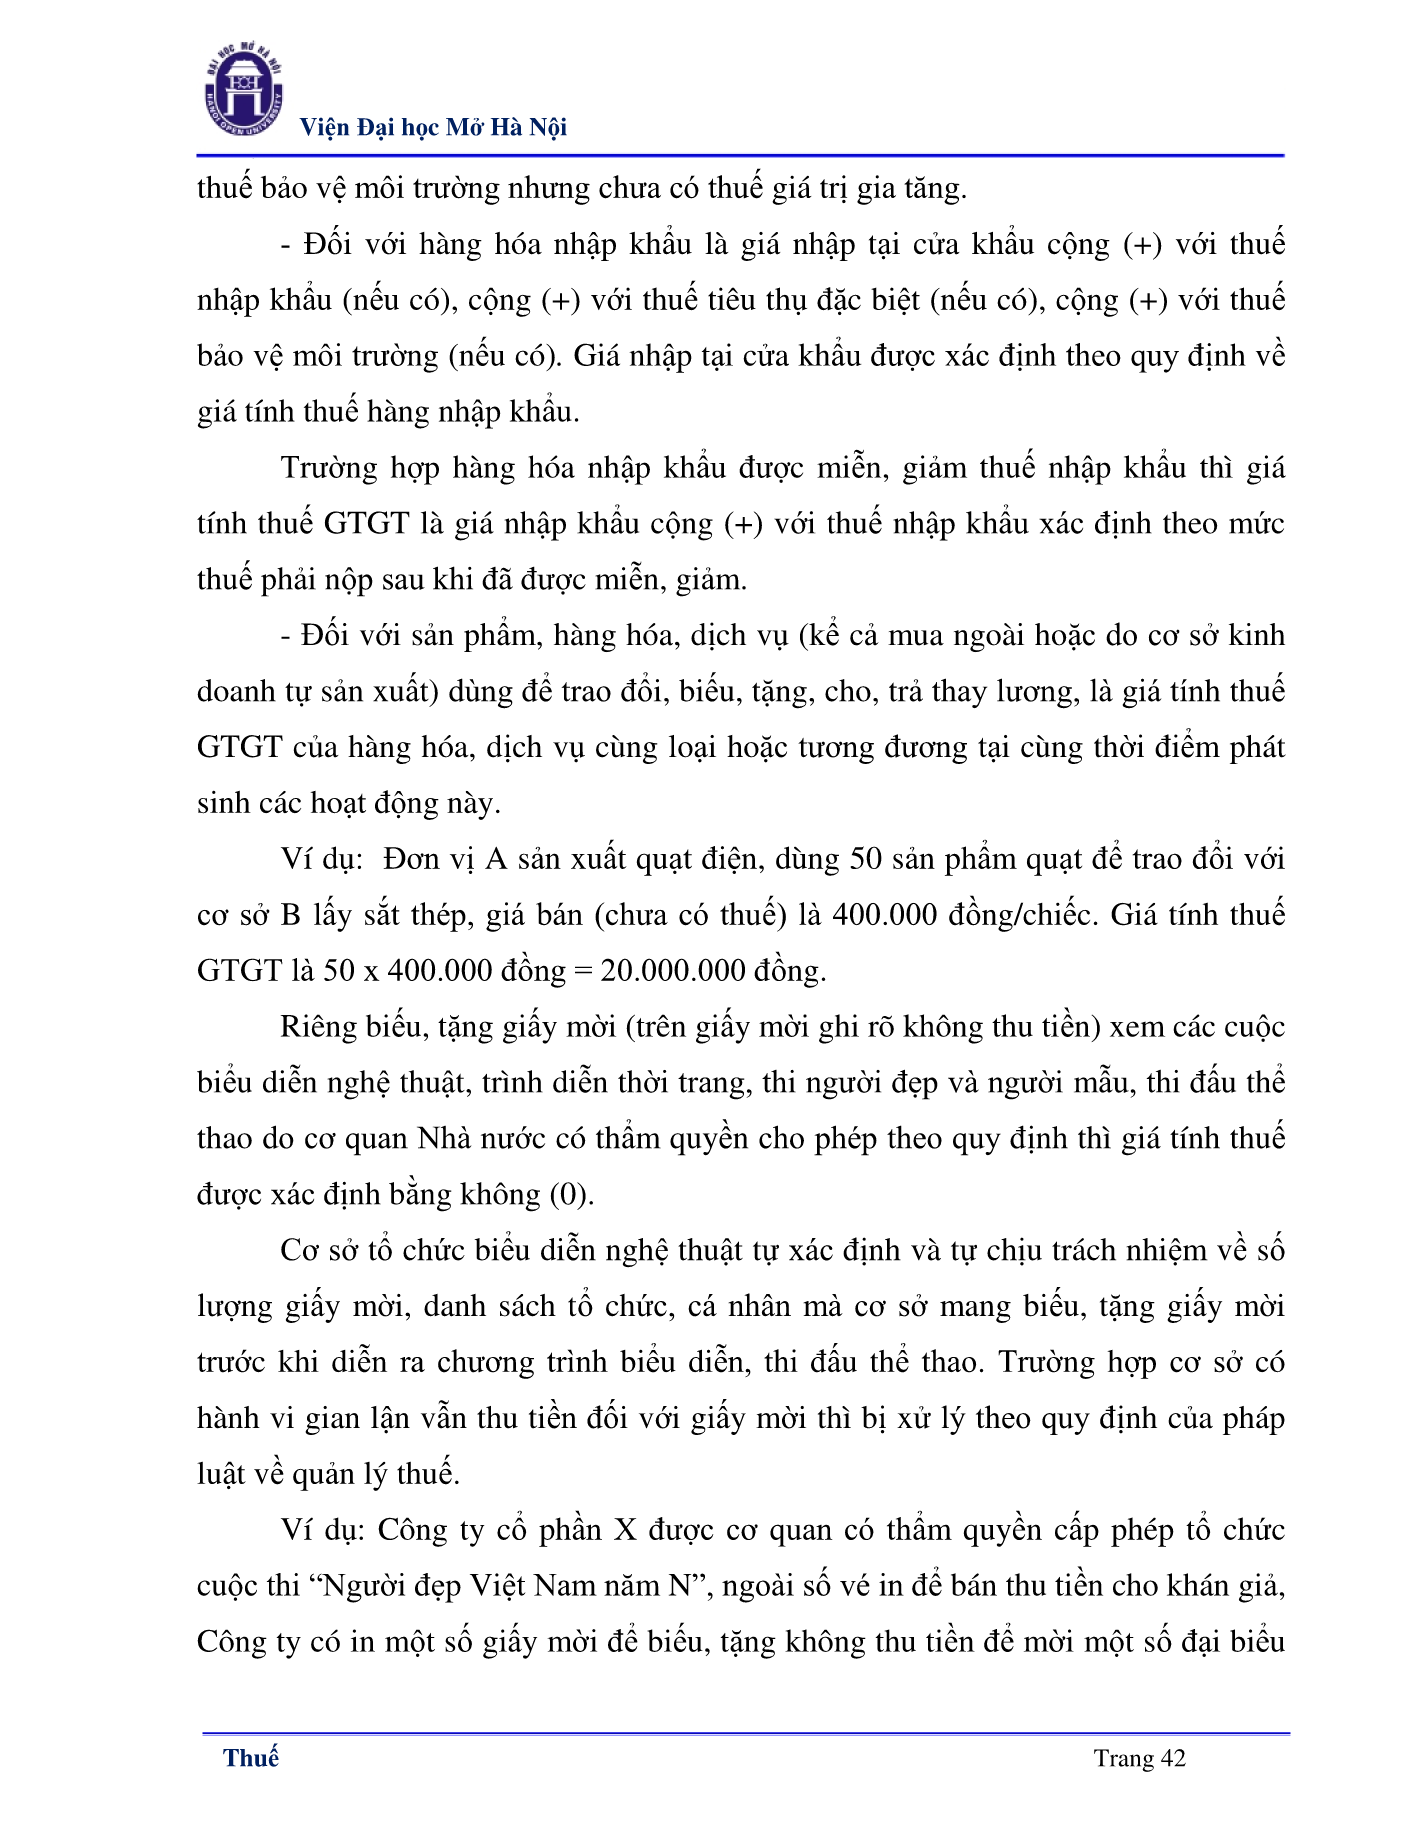 ĐẠI HỌC MỞ HÀ NỘI
HANOI OPEN UNIVERSITY
Viện Đại học Mở Hà Nội
thuế bảo vệ môi trường nhưng chưa có thuế giá trị gia tăng.
- Đối với hàng hóa nhập khẩu là giá nhập tại cửa khẩu cộng (+) với thuế
nhập khẩu (nếu có), cộng (+) với thuế tiêu thụ đặc biệt (nếu có), cộng (+) với thuế
bảo vệ môi trường (nếu có). Giá nhập tại cửa khẩu được xác định theo quy định về
giá tính thuế hàng nhập khẩu.
Trường hợp hàng hóa nhập khẩu được miễn, giảm thuế nhập khẩu thì giá
tính thuế GTGT là giá nhập khẩu cộng (+) với thuế nhập khẩu xác định theo mức
thuế phải nộp sau khi đã được miễn, giảm.
- Đối với sản phẩm, hàng hóa, dịch vụ (kể cả mua ngoài hoặc do cơ sở kinh
doanh tự sản xuất) dùng để trao đổi, biếu, tặng, cho, trả thay lương, là giá tính thuế
GTGT của hàng hóa, dịch vụ cùng loại hoặc tương đương tại cùng thời điểm phát
sinh các hoạt động này.
Ví dụ:  Đơn vị A sản xuất quạt điện, dùng 50 sản phẩm quạt để trao đổi với
cơ sở B lấy sắt thép, giá bán (chưa có thuế) là 400.000 đồng/chiếc. Giá tính thuế
GTGT là 50 x 400.000 đồng = 20.000.000 đồng.
Riêng biếu, tặng giấy mời (trên giấy mời ghi rõ không thu tiền) xem các cuộc
biểu diễn nghệ thuật, trình diễn thời trang, thi người đẹp và người mẫu, thi đấu thể
thao do cơ quan Nhà nước có thẩm quyền cho phép theo quy định thì giá tính thuế
được xác định bằng không (0).
Cơ sở tổ chức biểu diễn nghệ thuật tự xác định và tự chịu trách nhiệm về số
lượng giấy mời, danh sách tổ chức, cá nhân mà cơ sở mang biếu, tặng giấy mời
trước khi diễn ra chương trình biểu diễn, thi đấu thể thao. Trường hợp cơ sở có
hành vi gian lận vẫn thu tiền đối với giấy mời thì bị xử lý theo quy định của pháp
luật về quản lý thuế.
Ví dụ: Công ty cổ phần X được cơ quan có thẩm quyền cấp phép tổ chức
cuộc thi “Người đẹp Việt Nam năm N”, ngoài số vé in để bán thu tiền cho khán giả,
Công ty có in một số giấy mời để biếu, tặng không thu tiền để mời một số đại biểu
Thuế
Trang 42